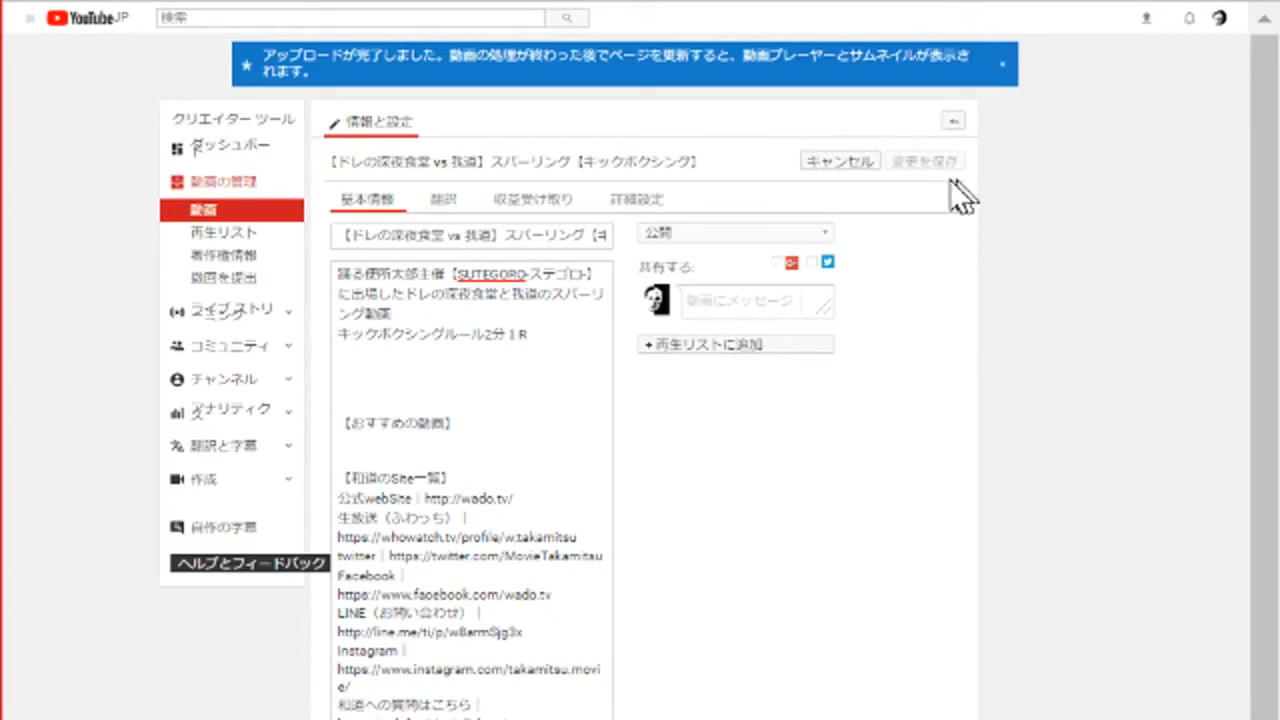 YouTube JP
検索
アップロードが完了しました。動画の処理が終わった後でページを更新すると、動画プレーヤーとサムネイルが表示さ
れます。
クリエイター ツール
ダッシュボー
ド
動画の管理
動画
再生リスト
著作権情報
撤回を提出
ライブ ストリ
ーミング
コミュニティ
チャンネル
アナリティク
ス
翻訳と字幕
作成
自作の字幕
ヘルプとフィードバック
情報と設定
【ドレの深夜食堂 vs 我道】スパーリング【キックボクシング】
キャンセル
変更を保存
基本情報
翻訳
収益受け取り
詳細設定
【ドレの深夜食堂 vs 我道】スパーリング【キ
踊る便所太郎主催【SUTEGORO-ステゴロ-】
に出場したドレの深夜食堂と我道のスパーリ
ング動画
キックボクシングルール2分１R
【おすすめの動画】
【和道のSite一覧】
公式webSite｜http://wado.tv/
生放送（ふわっち）｜
https://whowatch.tv/profile/w:takamitsu
twitter｜https://twitter.com/MovieTakamitsu
Facebook｜
https://www.facebook.com/wado.tv
LINE（お問い合わせ）｜
http://line.me/ti/p/w8armSjg3x
Instagram｜
https://www.instagram.com/takamitsu.movi
e/
和道への質問はこちら｜
公開
共有する:
動画にメッセージ
+ 再生リストに追加